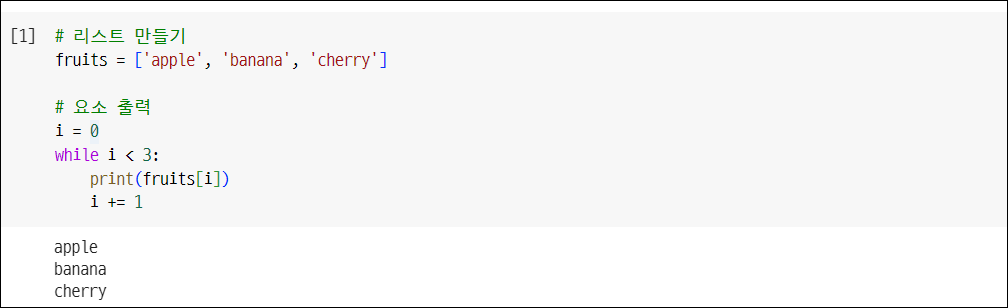 [1] # 리스트 만들기
fruits = ['apple', 'banana', 'cherry']
# 요소 출력
i = 0
while i < 3:
    print(fruits[i])
    i += 1
apple
banana
cherry